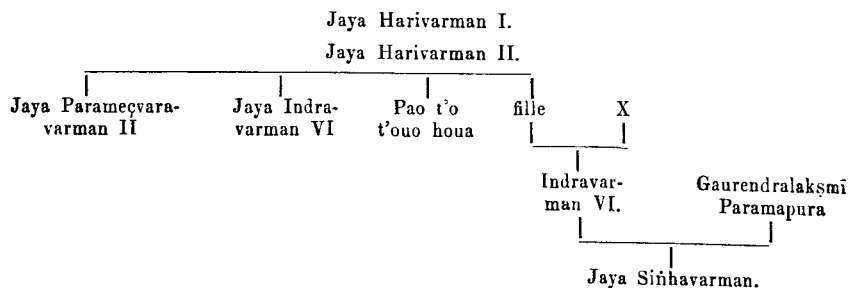 Jaya Harivarman I.
Jaya Harivarman II.
Jaya Parameçvara-
varman II
Jaya Indra-
varman VI
Pao t'o
t'ouo houa
fille
X
Indravar-
man VI.
Gaurendralakṣmī
Paramapura
Jaya Siṅhavarman.